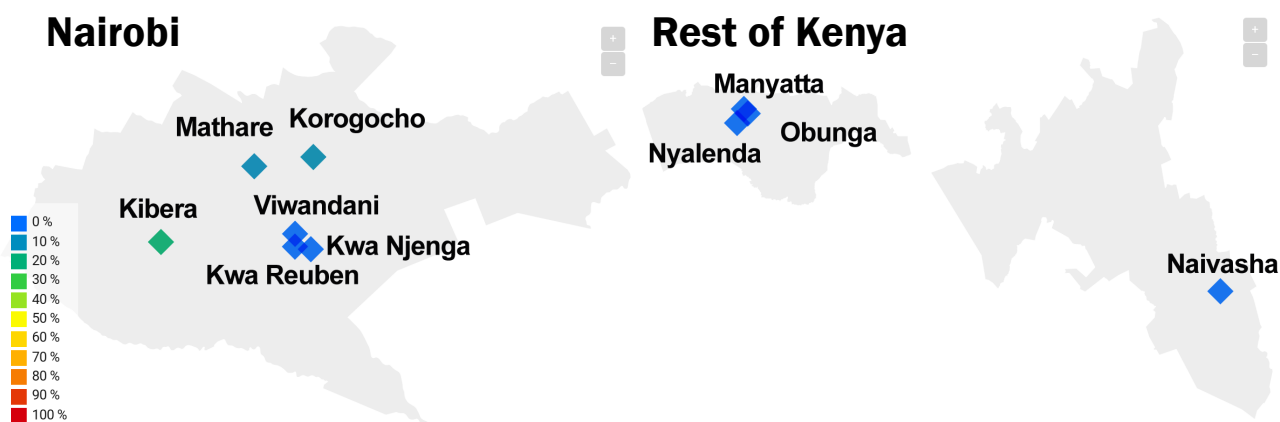 Nairobi
+
−
Mathare
Korogocho
Kibera
Viwandani
Kwa Njenga
Kwa Reuben
0 %
10 %
20 %
30 %
40 %
50 %
60 %
70 %
80 %
90 %
100 %
Rest of Kenya
+
−
Manyatta
Obunga
Nyalenda
Naivasha